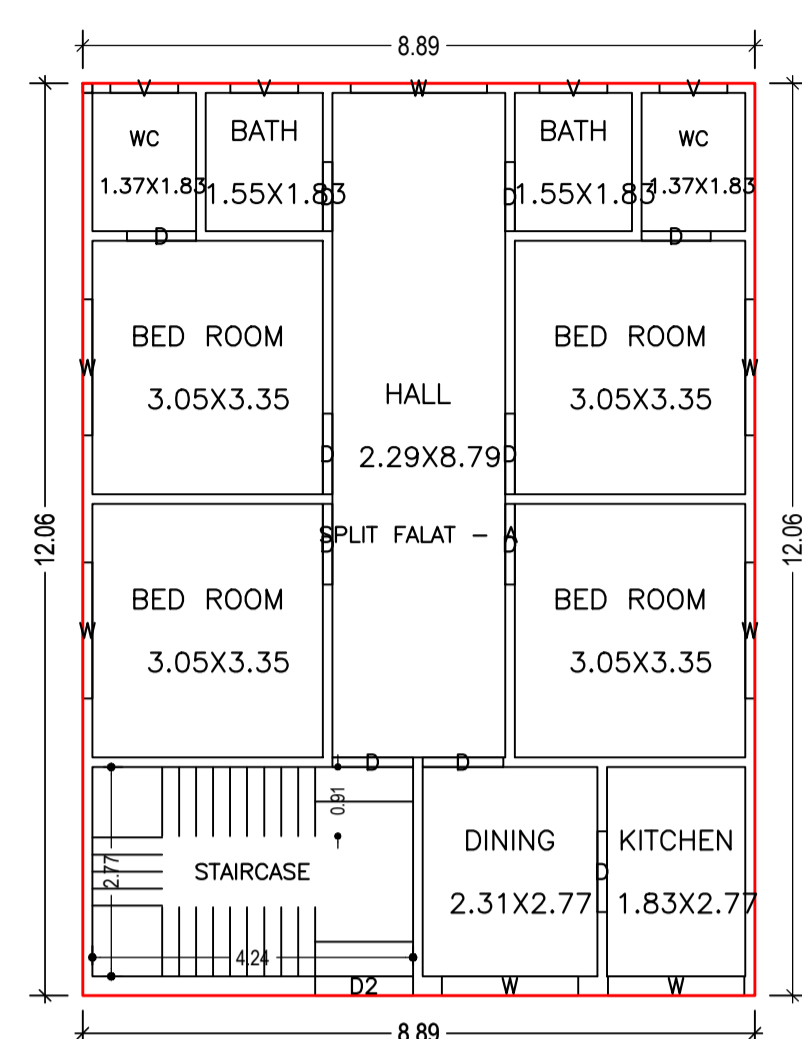 8.89
V V W V V
WC BATH BATH WC
1.37X1.83 1.55X1.83 1.55X1.83 1.37X1.83
D D
D D
BED ROOM BED ROOM
W W
3.05X3.35 HALL 3.05X3.35
D 2.29X8.79 D
12.06 12.06
SPLIT FALAT - A
D D
BED ROOM BED ROOM
W W
3.05X3.35 3.05X3.35
D D
0.91
DINING KITCHEN
2.77 STAIRCASE D
2.31X2.77 1.83X2.77
4.24
D2 W W
8.89